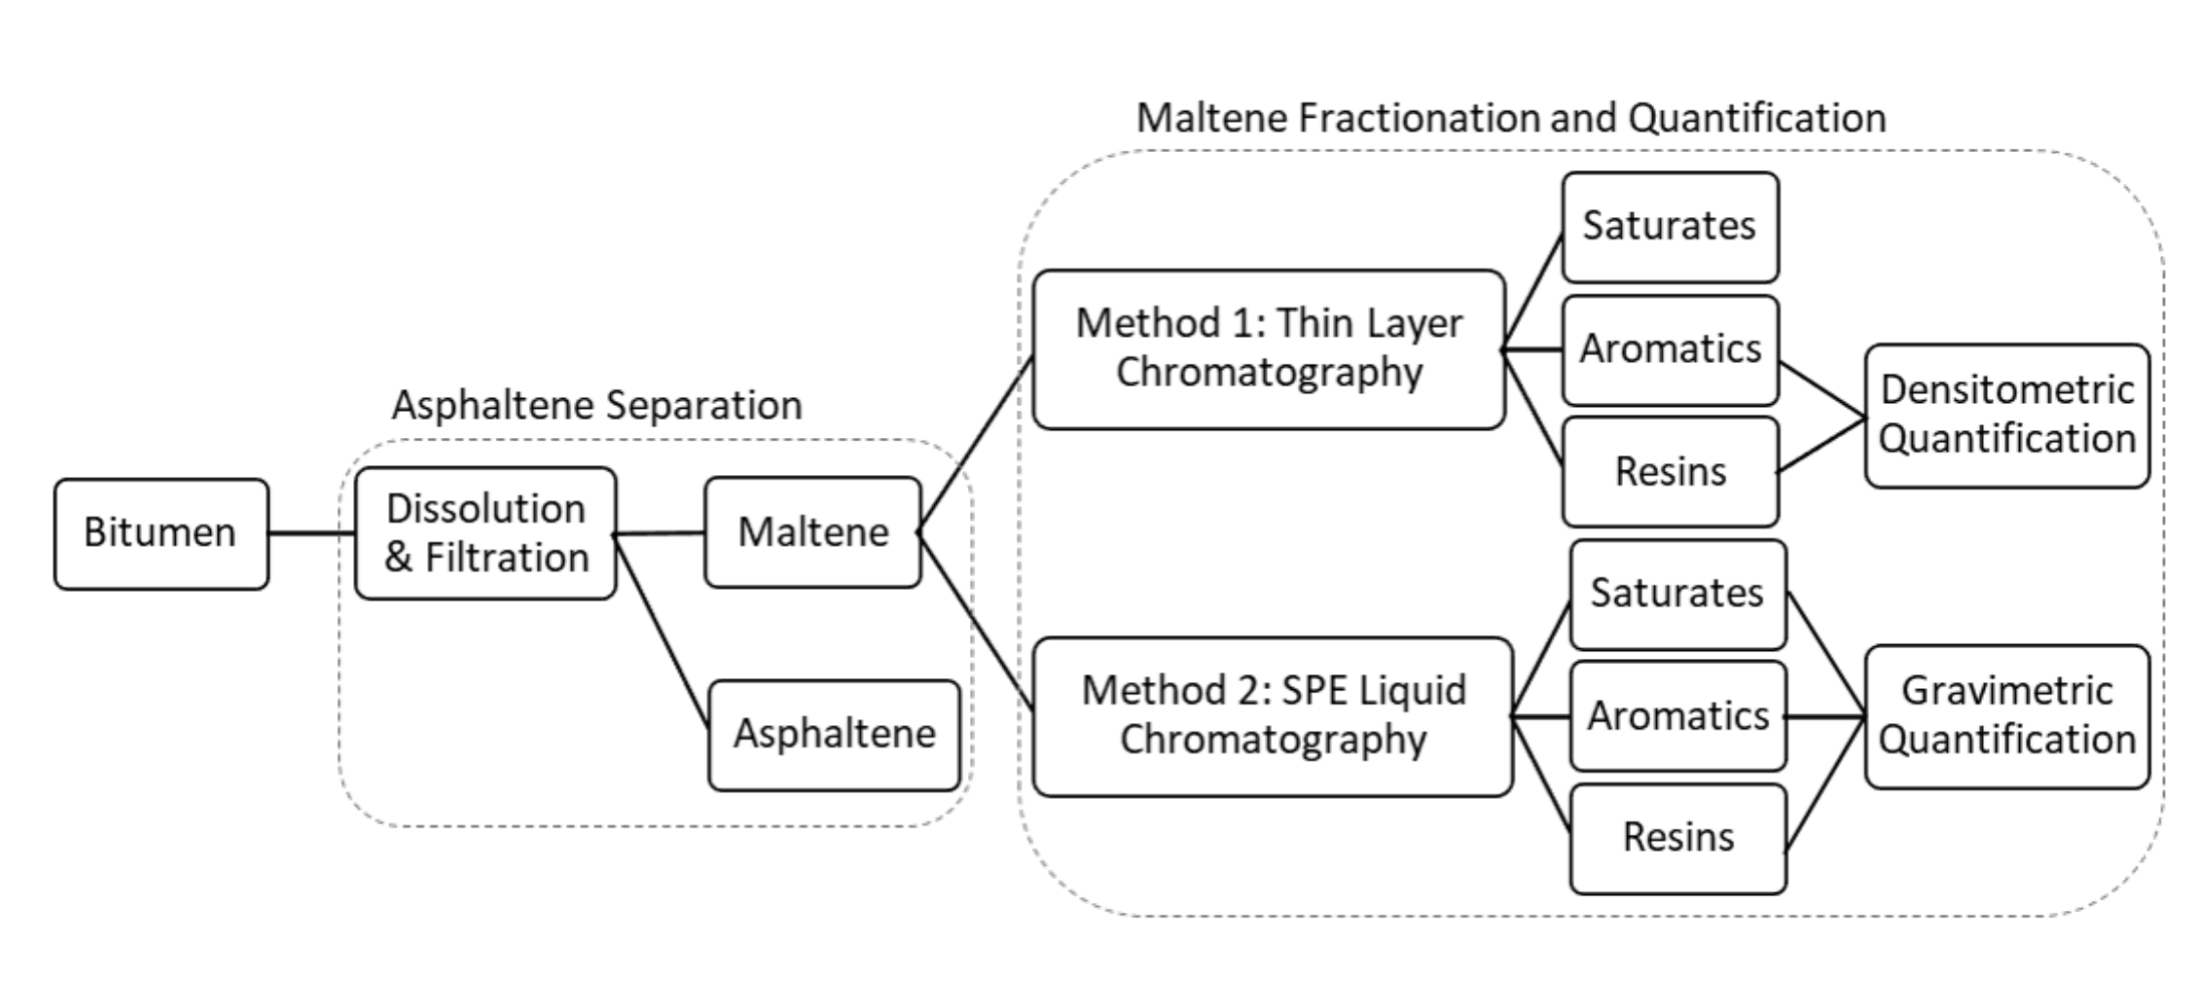 Maltene Fractionation and Quantification
Asphaltene Separation
Bitumen
Dissolution
& Filtration
Maltene
Asphaltene
Method 1: Thin Layer
Chromatography
Saturates
Aromatics
Resins
Densitometric
Quantification
Method 2: SPE Liquid
Chromatography
Saturates
Aromatics
Resins
Gravimetric
Quantification